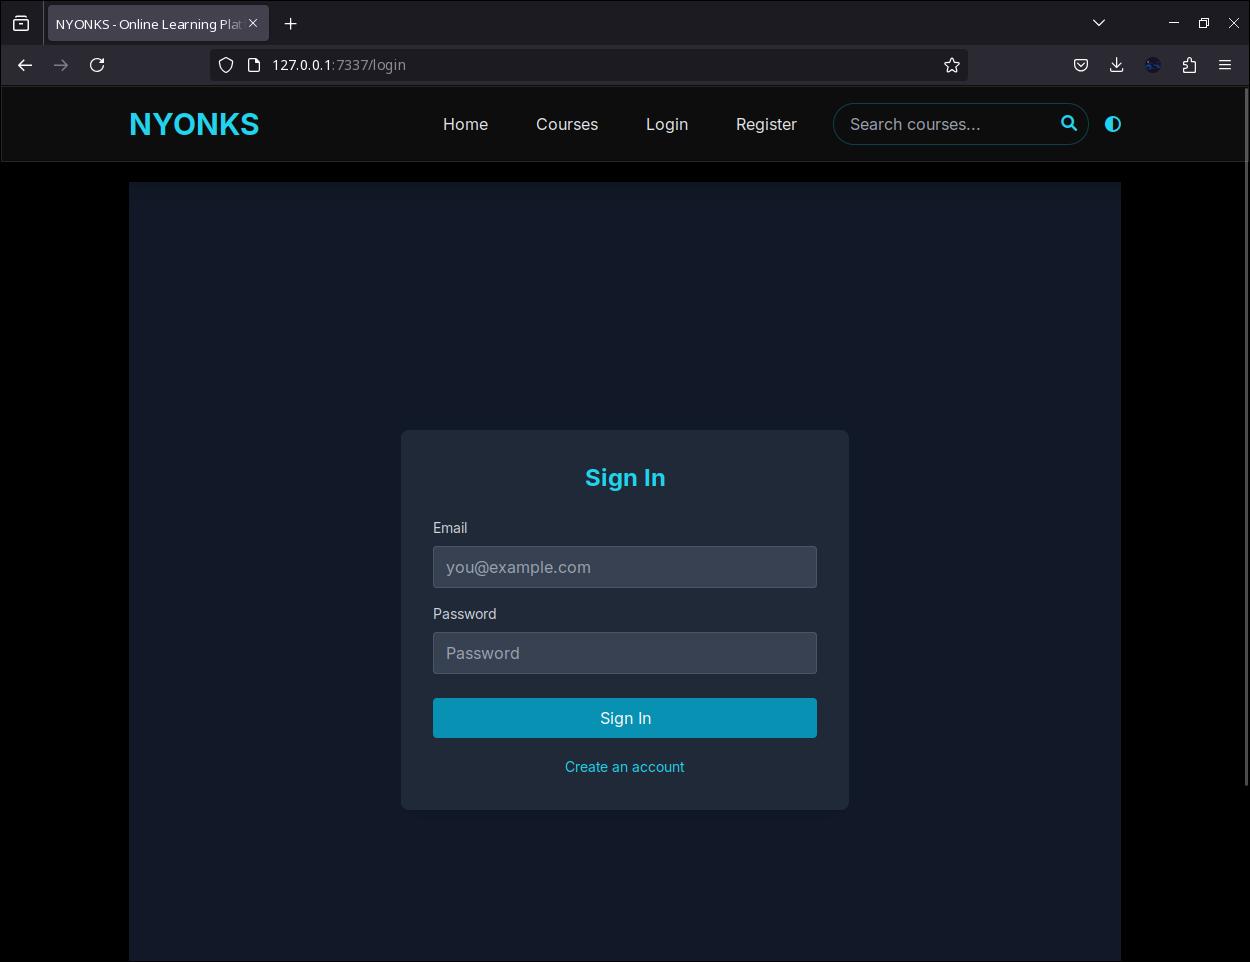 NYONKS - Online Learning Plat
127.0.0.1:7337/login
NYONKS
Home
Courses
Login
Register
Search courses...
Sign In
Email
you@example.com
Password
Password
Sign In
Create an account